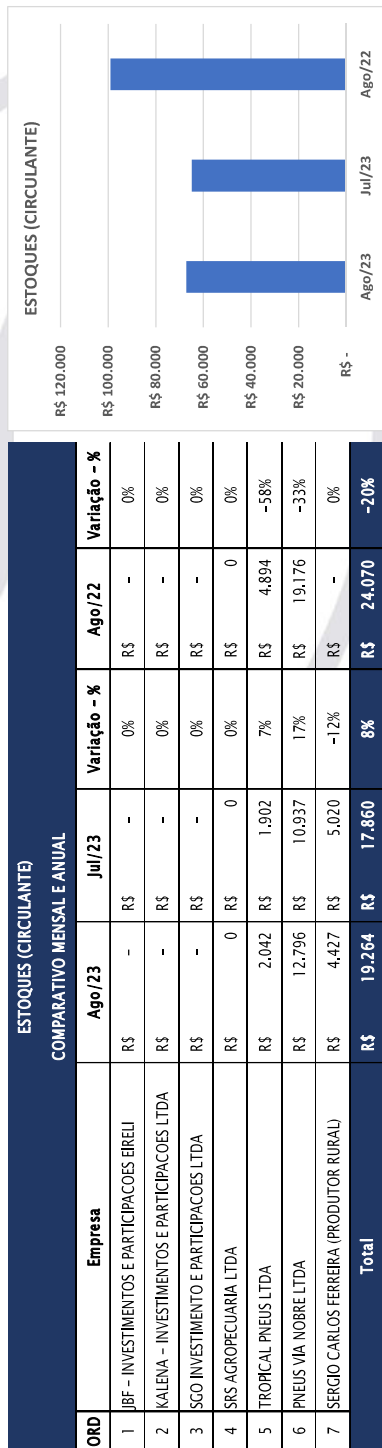 ESTOQUES (CIRCULANTE)
COMPARATIVO MENSAL E ANUAL
ORD Empresa Ago/23 Jul/23 Variação - % Ago/22 Variação - %
1 JBF - INVESTIMENTOS E PARTICIPACOES EIRELI R$ - R$ - 0% R$ - 0%
2 KALENA - INVESTIMENTOS E PARTICIPACOES LTDA R$ - R$ - 0% R$ - 0%
3 SGO INVESTIMENTO E PARTICIPACOES LTDA R$ - R$ - 0% R$ - 0%
4 SRS AGROPECUARIA LTDA R$ 0 R$ 0 0% R$ 0 0%
5 TROPICAL PNEUS LTDA R$ 2.042 R$ 1.902 7% R$ 4.894 -58%
6 PNEUS VIA NOBRE LTDA R$ 12.796 R$ 10.937 17% R$ 19.176 -33%
7 SERGIO CARLOS FERREIRA (PRODUTOR RURAL) R$ 4.427 R$ 5.020 -12% R$ - 0%
Total R$ 19.264 R$ 17.860 8% R$ 24.070 -20%
ESTOQUES (CIRCULANTE)
R$ 120.000
R$ 100.000
R$ 80.000
R$ 60.000
R$ 40.000
R$ 20.000
R$ -
Ago/23 Jul/23 Ago/22